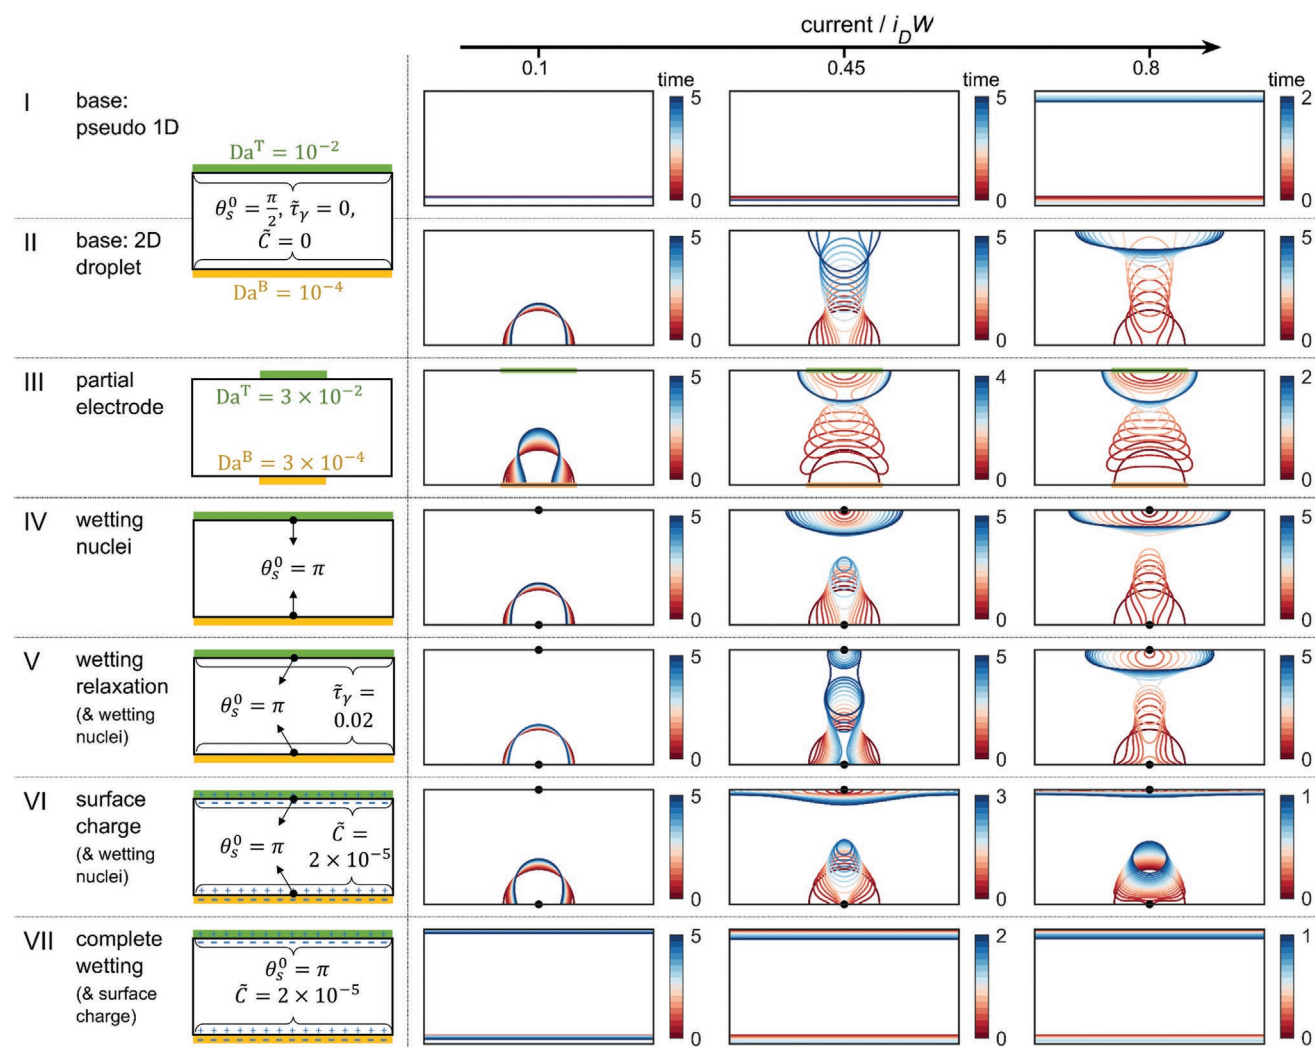 current / i_D W
0.1 0.45 0.8
time time time
I base:
pseudo 1D
Da^T = 10^−2
θ_s^0 = π/2, τ̃_γ = 0,
C̃ = 0
Da^B = 10^−4
5 5 2
0 0 0
II base: 2D
droplet
5 5 5
0 0 0
III partial
electrode
Da^T = 3 × 10^−2
Da^B = 3 × 10^−4
5 4 2
0 0 0
IV wetting
nuclei
θ_s^0 = π
5 5 5
0 0 0
V wetting
relaxation
(& wetting
nuclei)
θ_s^0 = π
τ̃_γ =
0.02
5 5 5
0 0 0
VI surface
charge
(& wetting
nuclei)
θ_s^0 = π
C̃ =
2 × 10^−5
5 3 1
0 0 0
VII complete
wetting
(& surface
charge)
θ_s^0 = π
C̃ = 2 × 10^−5
5 2 1
0 0 0